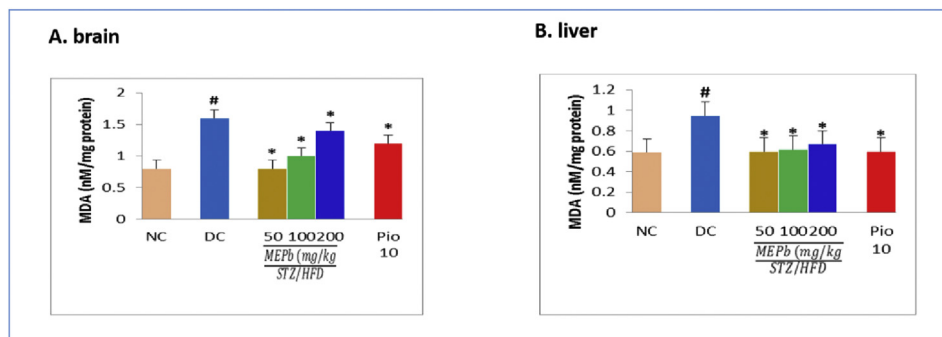 A. brain
MDA (nM/mg protein)
2
1.5
1
0.5
0
#
*
*
*
*
NC DC 50 100200 Pio
10
MEPb (mg/kg
STZ/HFD
B. liver
MDA (nM/mg protein)
1.2
1
0.8
0.6
0.4
0.2
0
#
*
*
*
*
NC DC 50 100200 Pio
10
MEPb (mg/kg
STZ/HFD